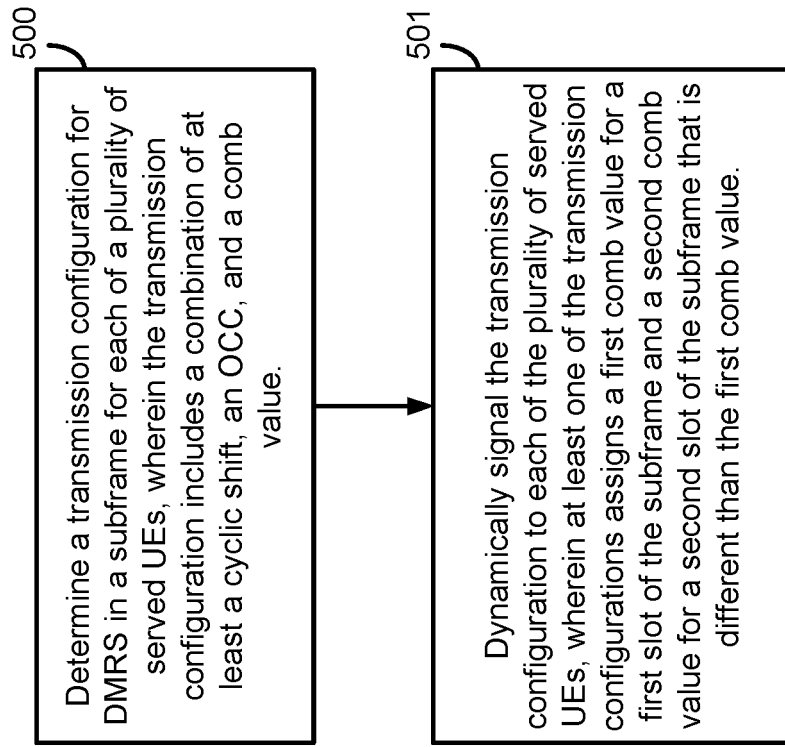 500
Determine a transmission configuration for
DMRS in a subframe for each of a plurality of
served UEs, wherein the transmission
configuration includes a combination of at
least a cyclic shift, an OCC, and a comb
value.
501
Dynamically signal the transmission
configuration to each of the plurality of served
UEs, wherein at least one of the transmission
configurations assigns a first comb value for a
first slot of the subframe and a second comb
value for a second slot of the subframe that is
different than the first comb value.